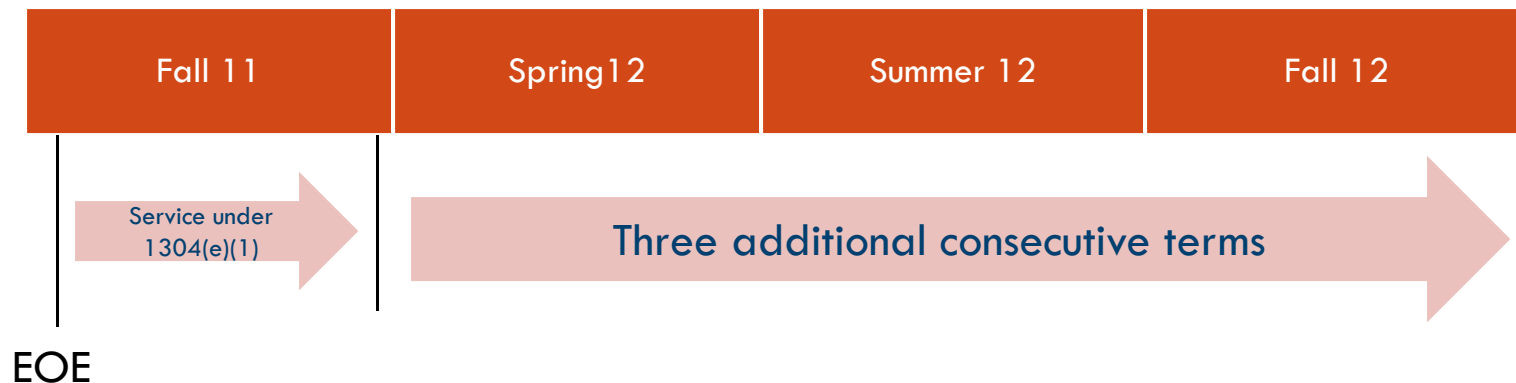 Fall 11
Spring12
Summer 12
Fall 12
Service under
1304(e)(1)
Three additional consecutive terms
EOE